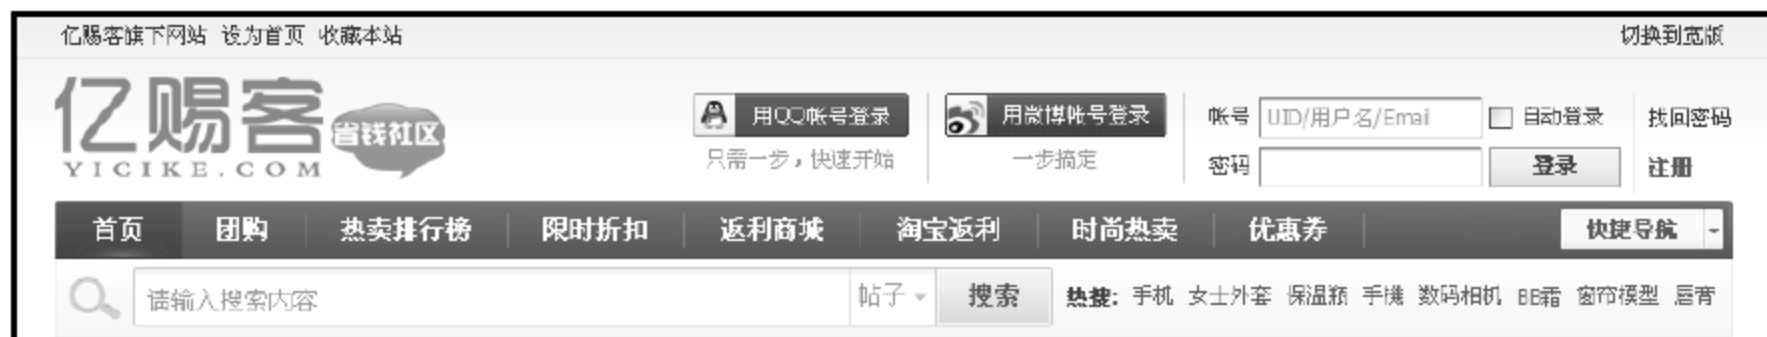 亿赐客旗下网站 设为首页 收藏本站 切换到宽版
亿赐客 省钱社区
YICIKE.COM
用QQ帐号登录 用微博帐号登录 帐号 UID/用户名/Email 自动登录 找回密码
只需一步，快速开始 一步搞定 密码 登录 注册
首页 团购 热卖排行榜 限时折扣 返利商城 淘宝返利 时尚热卖 优惠券 快捷导航
请输入搜索内容 帖子 搜索 热搜: 手机 女士外套 保温瓶 手機 数码相机 BB霜 窗帘模型 唇膏